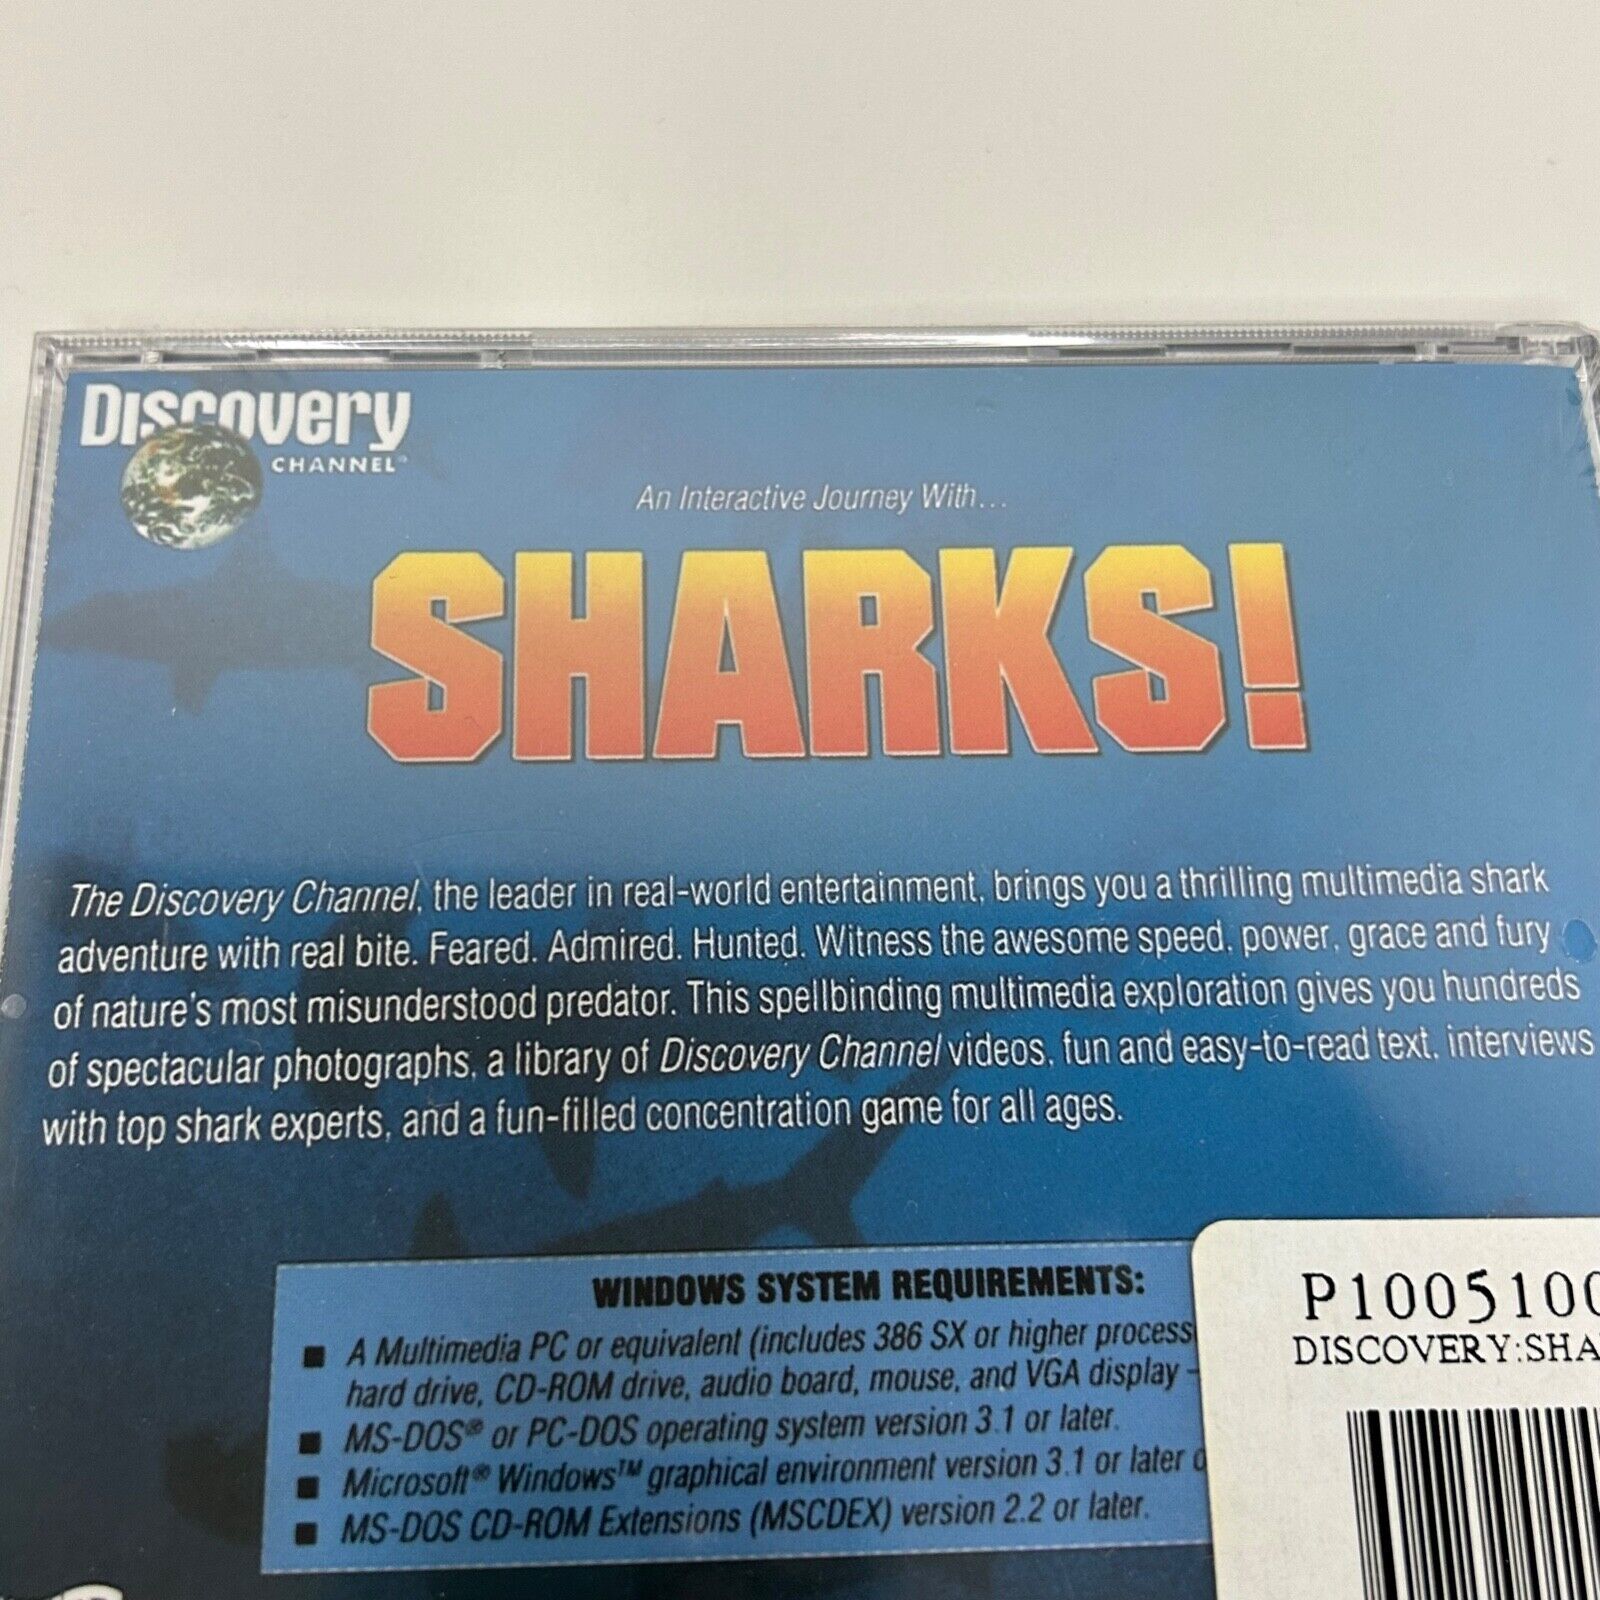 Discovery
CHANNEL®
An Interactive Journey With...
SHARKS!
The Discovery Channel, the leader in real-world entertainment, brings you a thrilling multimedia shark
adventure with real bite. Feared. Admired. Hunted. Witness the awesome speed, power, grace and fury
of nature's most misunderstood predator. This spellbinding multimedia exploration gives you hundreds
of spectacular photographs, a library of Discovery Channel videos, fun and easy-to-read text, interviews
with top shark experts, and a fun-filled concentration game for all ages.
WINDOWS SYSTEM REQUIREMENTS:
■ A Multimedia PC or equivalent (includes 386 SX or higher process
hard drive, CD-ROM drive, audio board, mouse, and VGA display -
■ MS-DOS® or PC-DOS operating system version 3.1 or later.
■ Microsoft® Windows™ graphical environment version 3.1 or later
■ MS-DOS CD-ROM Extensions (MSCDEX) version 2.2 or later.
P100510
DISCOVERY:SHA